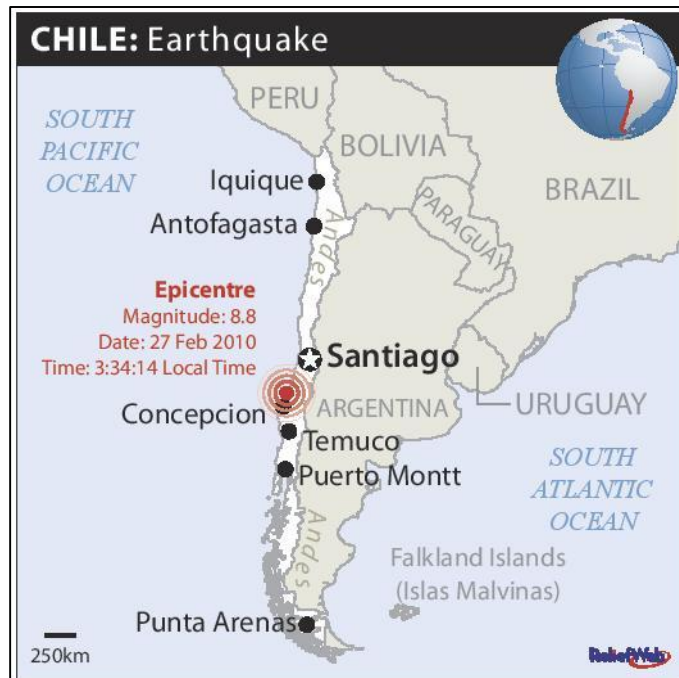 CHILE: Earthquake
PERU
SOUTH
PACIFIC
OCEAN
BOLIVIA
Iquique
BRAZIL
PARAGUAY
Antofagasta
Andes
Epicentre
Magnitude: 8.8
Date: 27 Feb 2010
Time: 3:34:14 Local Time
Santiago
Concepcion
ARGENTINA
URUGUAY
Temuco
Puerto Montt
SOUTH
ATLANTIC
OCEAN
Andes
Falkland Islands
(Islas Malvinas)
Punta Arenas
250km
ReliefWeb